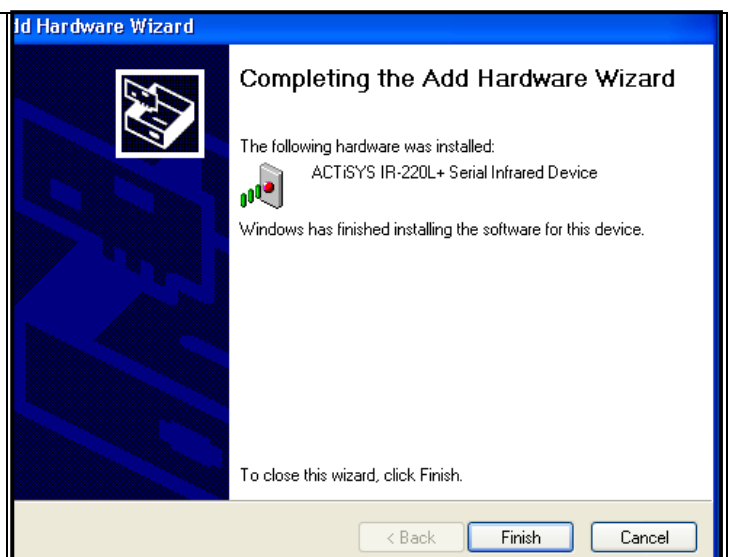 ld Hardware Wizard
Completing the Add Hardware Wizard
The following hardware was installed:
ACTiSYS IR-220L+ Serial Infrared Device
Windows has finished installing the software for this device.
To close this wizard, click Finish.
< Back Finish Cancel